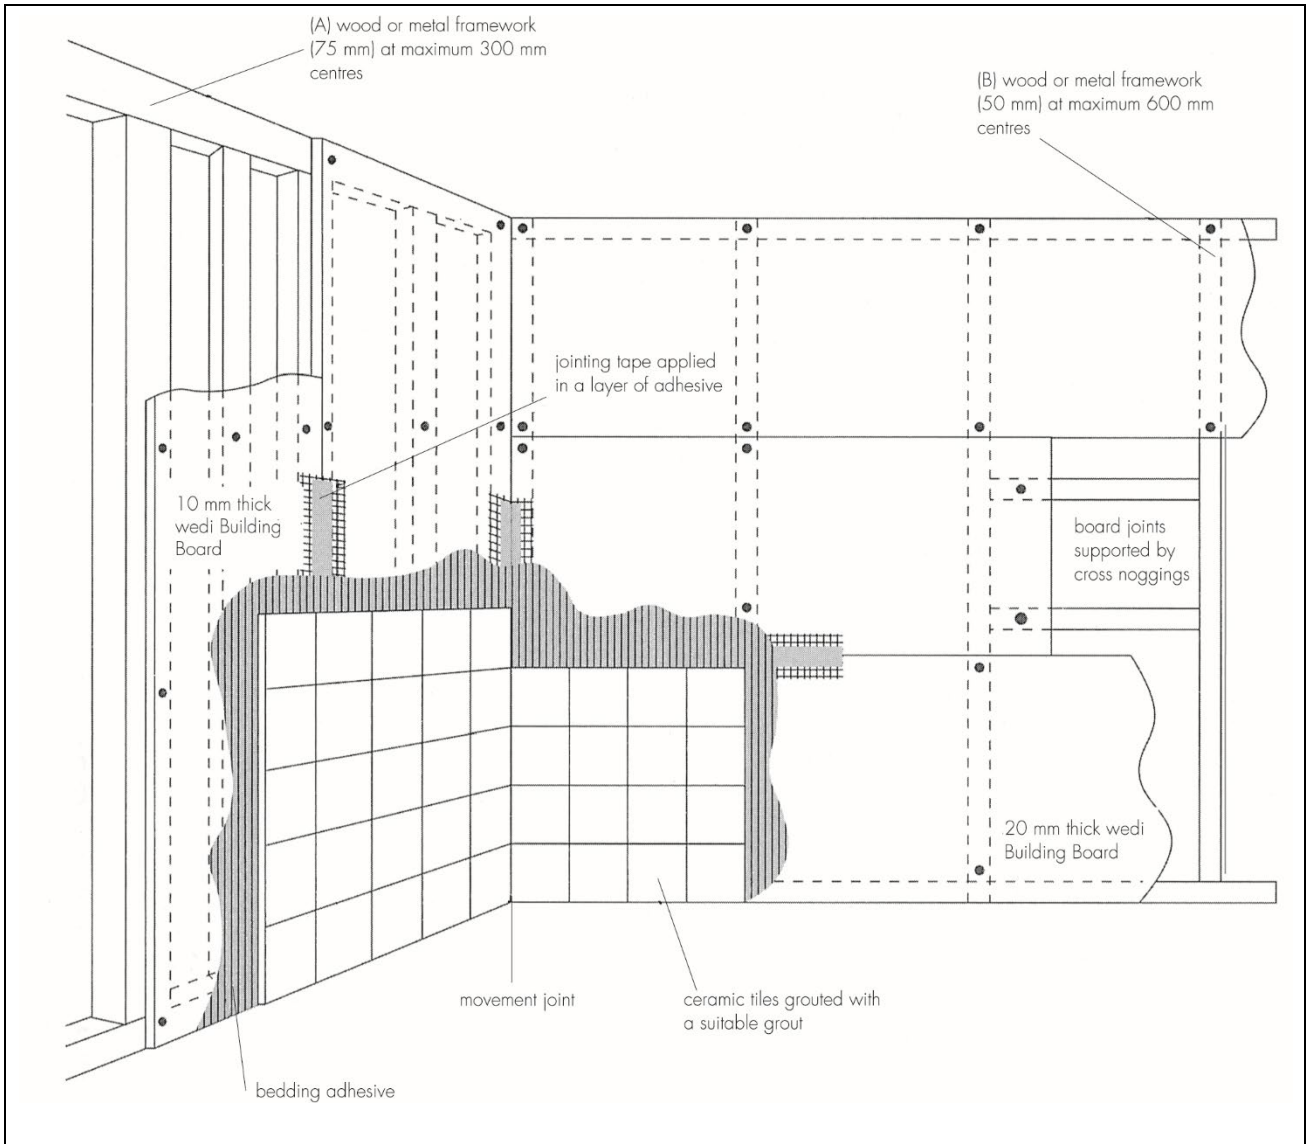 (A) wood or metal framework
(75 mm) at maximum 300 mm
centres
(B) wood or metal framework
(50 mm) at maximum 600 mm
centres
jointing tape applied
in a layer of adhesive
10 mm thick
wedi Building
Board
board joints
supported by
cross noggings
20 mm thick wedi
Building Board
movement joint
ceramic tiles grouted with
a suitable grout
bedding adhesive